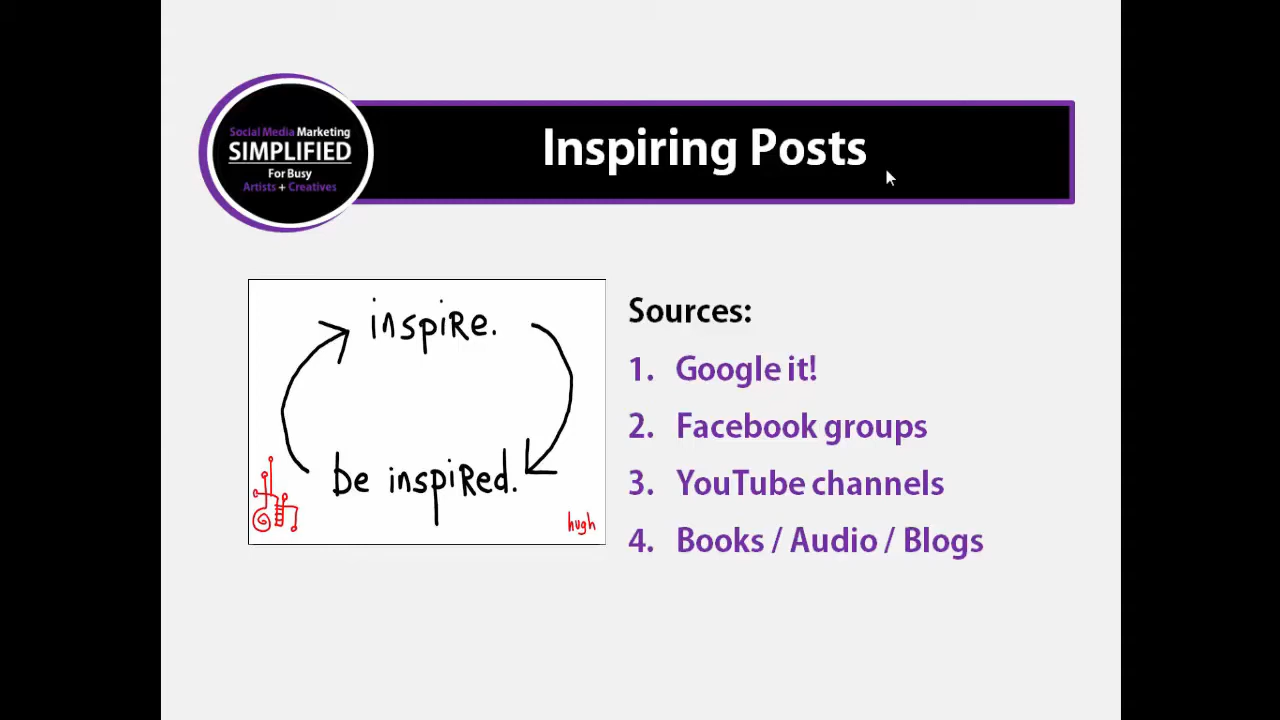 Social Media Marketing
SIMPLIFIED
For Busy
Artists + Creatives
Inspiring Posts
inspire.
be inspired.
hugh
Sources:
1. Google it!
2. Facebook groups
3. YouTube channels
4. Books / Audio / Blogs